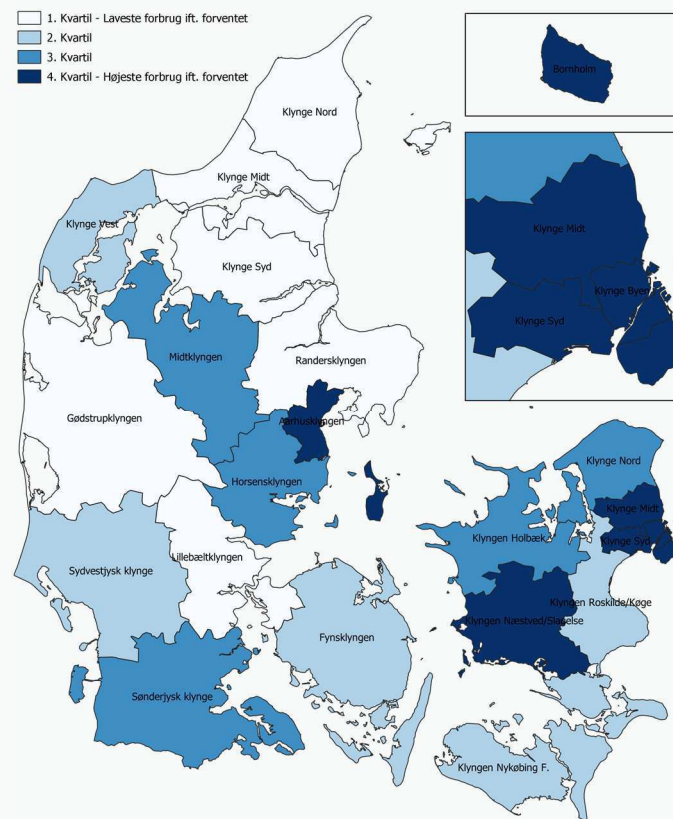 1. Kvartil - Laveste forbrug ift. forventet
2. Kvartil
3. Kvartil
4. Kvartil - Højeste forbrug ift. forventet
Bornholm
Klynge Nord
Klynge Midt
Klynge Vest
Klynge Syd
Klynge Midt
Klynge Byen
Klynge Syd
Midtklyngen
Randersklyngen
Gødstrupklyngen
Aarhusklyngen
Horsensklyngen
Klynge Nord
Klynge Midt
Klyngen Holbæk
Klynge Syd
Lillebæltklyngen
Sydvestjysk klynge
Klyngen Roskilde/Køge
Klyngen Næstved/Slagelse
Fynsklyngen
Sønderjysk klynge
Klyngen Nykøbing F.